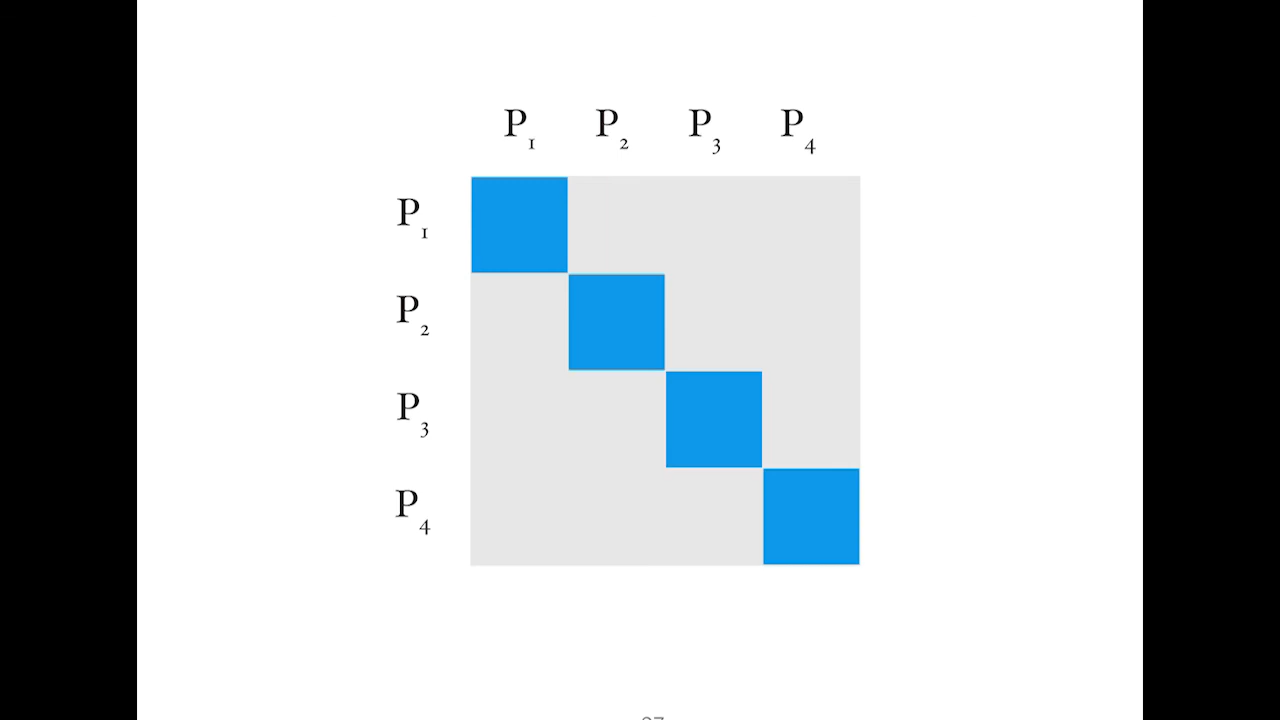 P₁ P₂ P₃ P₄
P₁
P₂
P₃
P₄